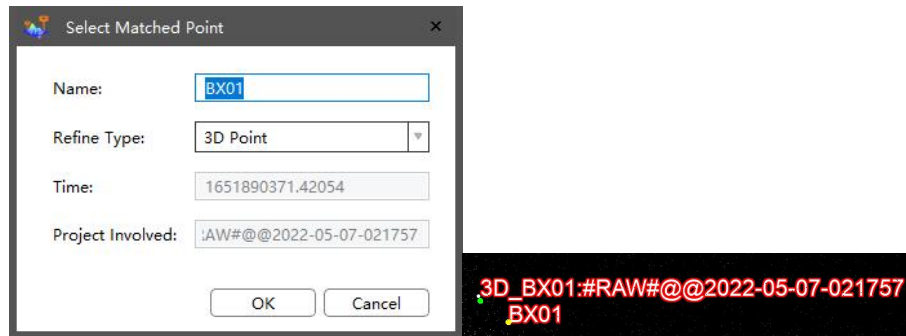 Select Matched Point
Name: BX01
Refine Type: 3D Point
Time: 1651890371.42054
Project Involved: :AW#@@2022-05-07-021757
OK Cancel
3D_BX01:#RAW#@@2022-05-07-021757
BX01